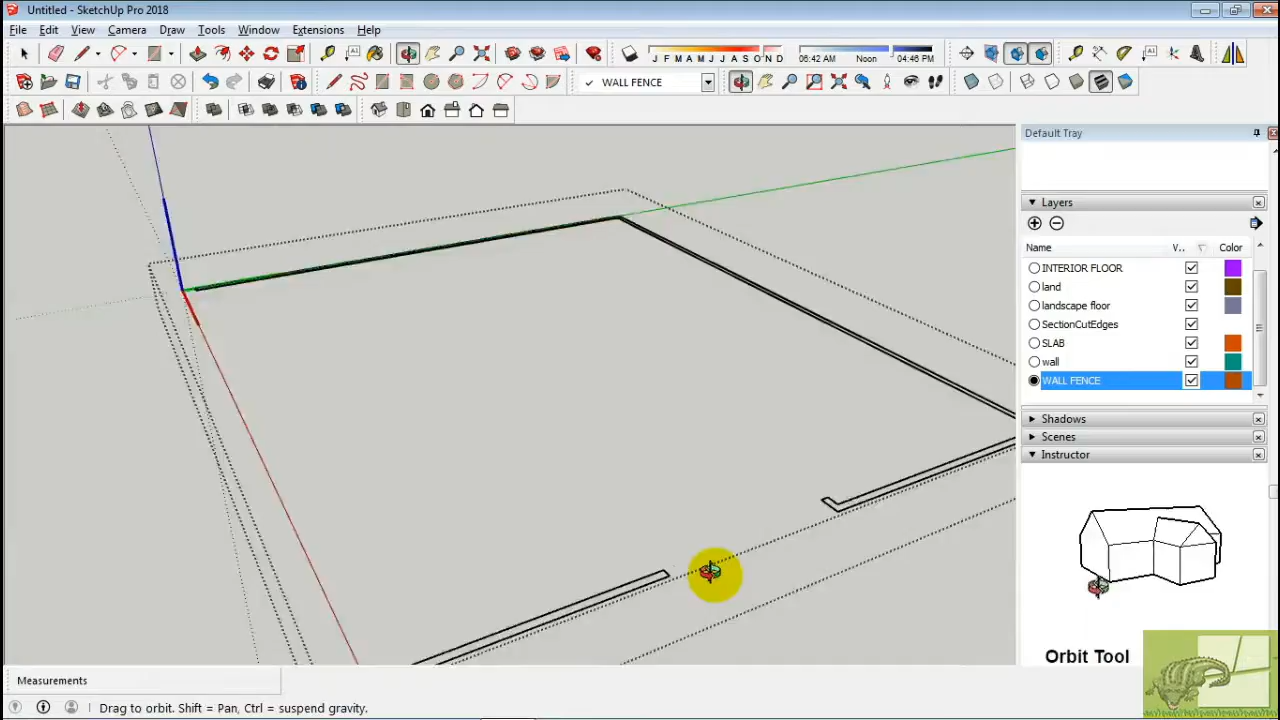 Untitled - SketchUp Pro 2018
File Edit View Camera Draw Tools Window Extensions Help
J F M A M J J A S O N D
06:42 AM Noon 04:46 PM
WALL FENCE
Default Tray
Layers
Name V.. Color
INTERIOR FLOOR
land
landscape floor
SectionCutEdges
SLAB
wall
WALL FENCE
Shadows
Scenes
Instructor
Orbit Tool
Measurements
Drag to orbit. Shift = Pan, Ctrl = suspend gravity.